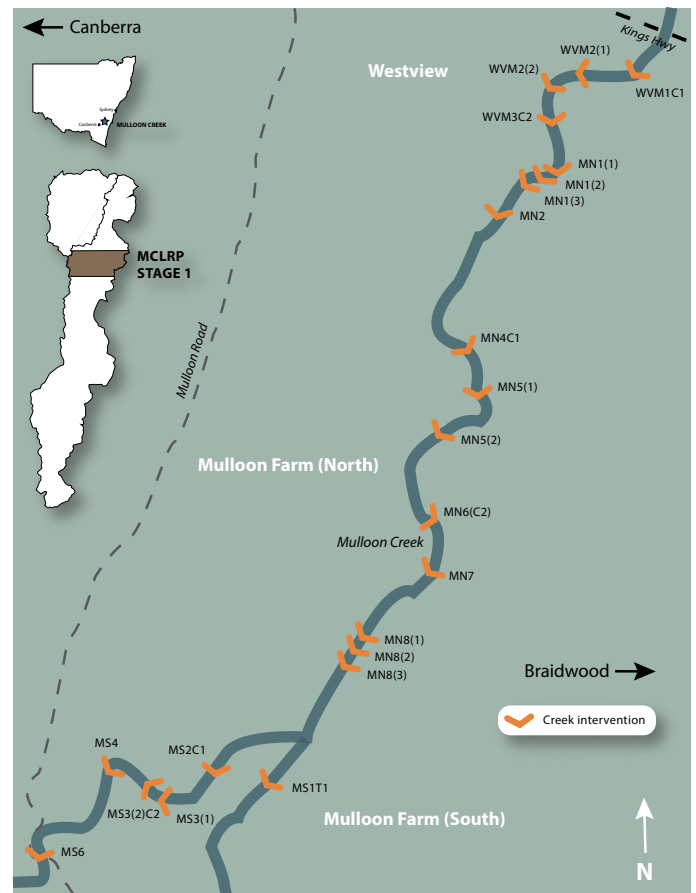 Canberra
Kings Hwy
WVM2(1)
Westview
WVM2(2)
WVM1C1
Sydney
Canberra
MULLOON CREEK
WVM3C2
MN1(1)
MN1(2)
MN1(3)
MN2
MCLRP
STAGE 1
MN4C1
Mulloon Road
MN5(1)
MN5(2)
Mulloon Farm (North)
MN6(C2)
Mulloon Creek
MN7
MN8(1)
MN8(2)
MN8(3)
Braidwood
Creek intervention
MS4
MS2C1
MS1T1
MS3(2)C2
MS3(1)
Mulloon Farm (South)
MS6
N